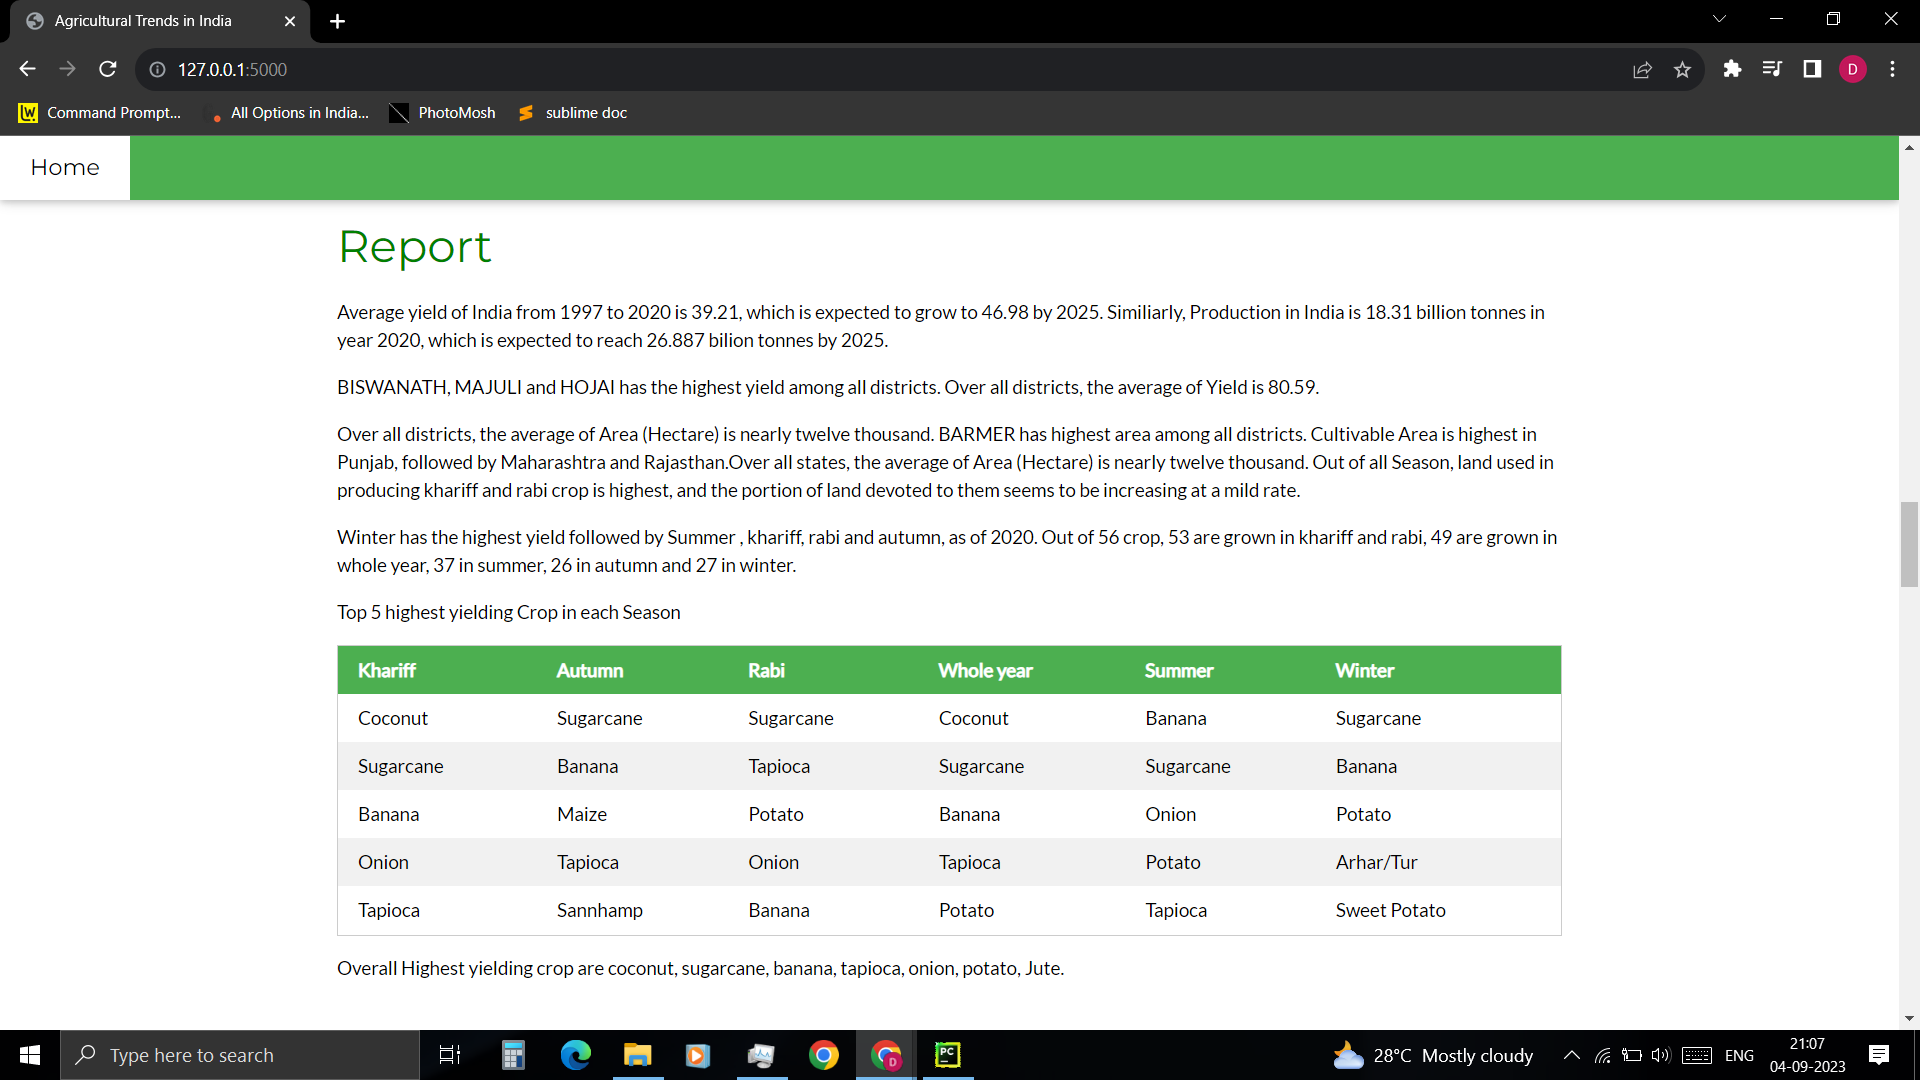 Agricultural Trends in India
127.0.0.1:5000
D
Command Prompt...
All Options in India...
PhotoMosh
sublime doc
Home
Report
Average yield of India from 1997 to 2020 is 39.21, which is expected to grow to 46.98 by 2025. Similiarly, Production in India is 18.31 billion tonnes in
year 2020, which is expected to reach 26.887 bilion tonnes by 2025.
BISWANATH, MAJULI and HOJAI has the highest yield among all districts. Over all districts, the average of Yield is 80.59.
Over all districts, the average of Area (Hectare) is nearly twelve thousand. BARMER has highest area among all districts. Cultivable Area is highest in
Punjab, followed by Maharashtra and Rajasthan.Over all states, the average of Area (Hectare) is nearly twelve thousand. Out of all Season, land used in
producing khariff and rabi crop is highest, and the portion of land devoted to them seems to be increasing at a mild rate.
Winter has the highest yield followed by Summer , khariff, rabi and autumn, as of 2020. Out of 56 crop, 53 are grown in khariff and rabi, 49 are grown in
whole year, 37 in summer, 26 in autumn and 27 in winter.
Top 5 highest yielding Crop in each Season
Khariff Autumn Rabi Whole year Summer Winter
Coconut Sugarcane Sugarcane Coconut Banana Sugarcane
Sugarcane Banana Tapioca Sugarcane Sugarcane Banana
Banana Maize Potato Banana Onion Potato
Onion Tapioca Onion Tapioca Potato Arhar/Tur
Tapioca Sannhamp Banana Potato Tapioca Sweet Potato
Overall Highest yielding crop are coconut, sugarcane, banana, tapioca, onion, potato, Jute.
Type here to search
D
PC
28°C Mostly cloudy
ENG
21:07
04-09-2023